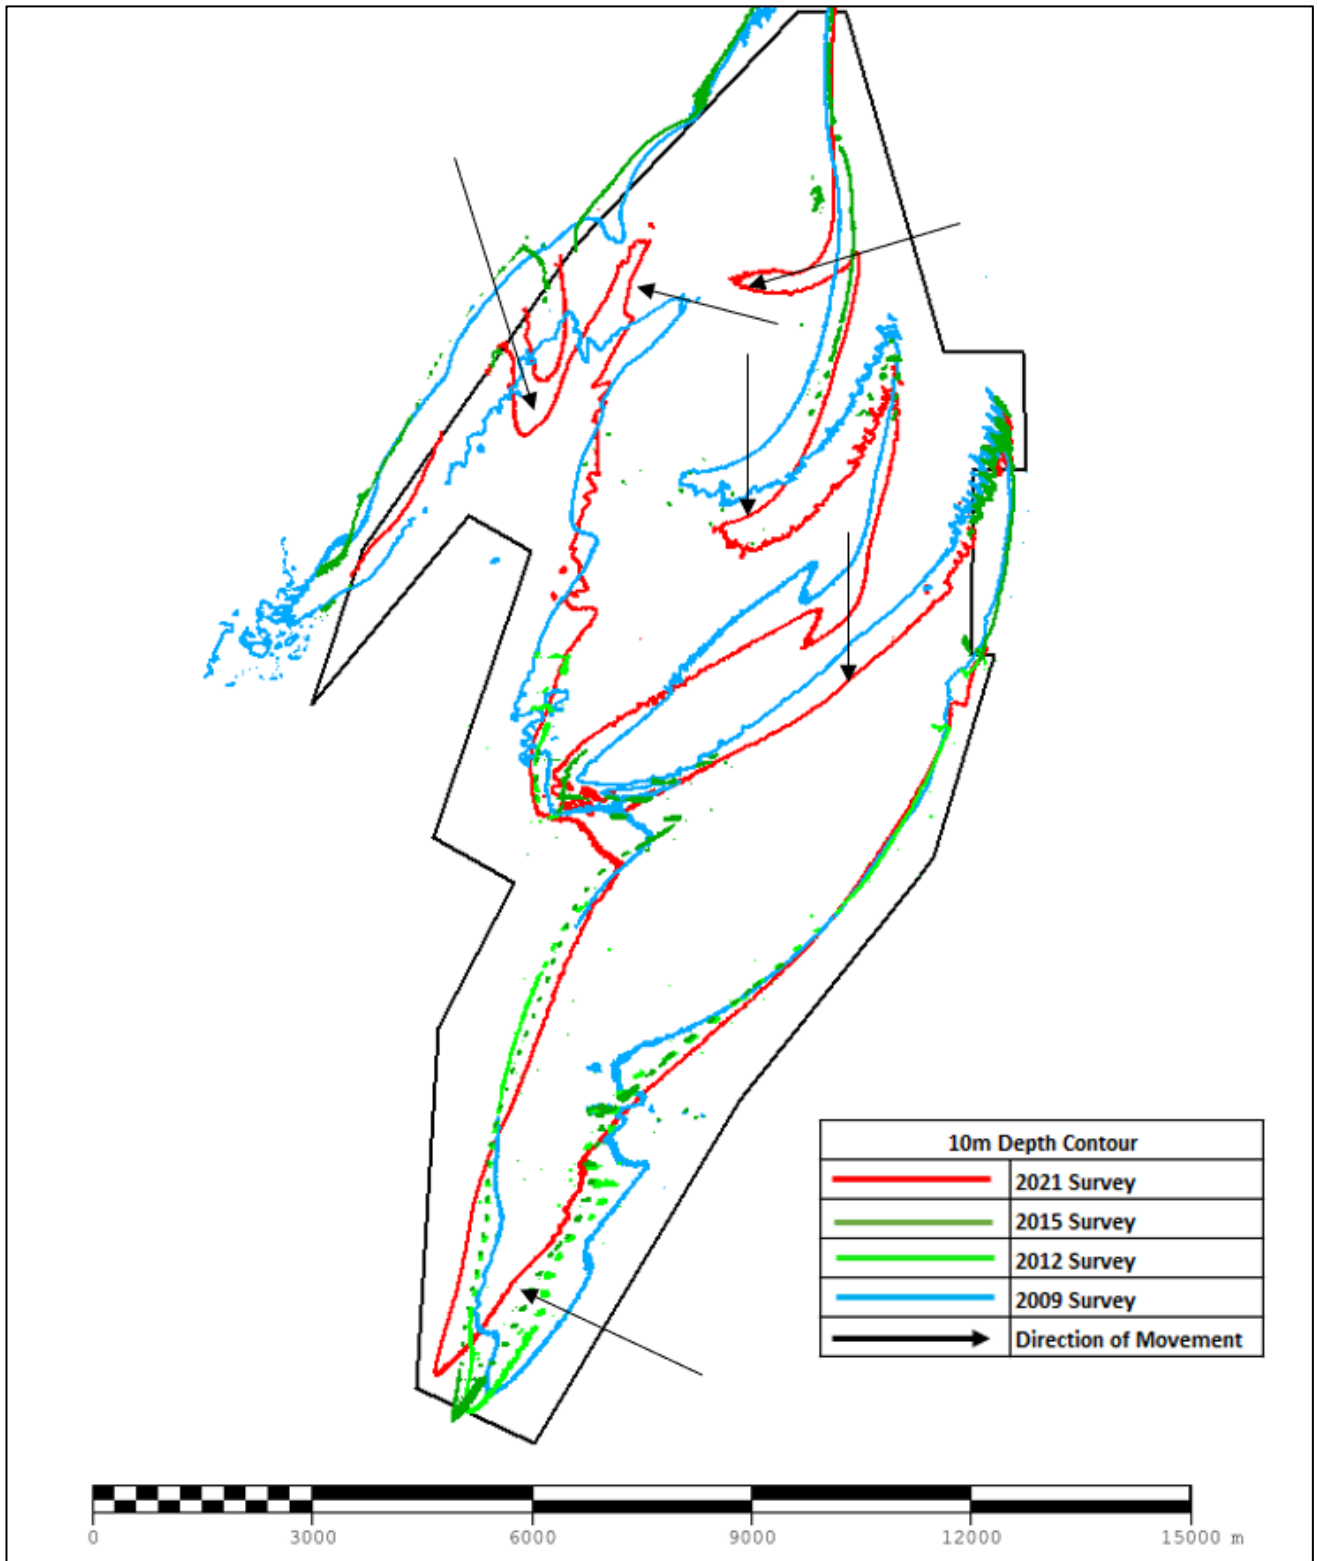 10m Depth Contour
2021 Survey
2015 Survey
2012 Survey
2009 Survey
Direction of Movement
0 3000 6000 9000 12000 15000 m